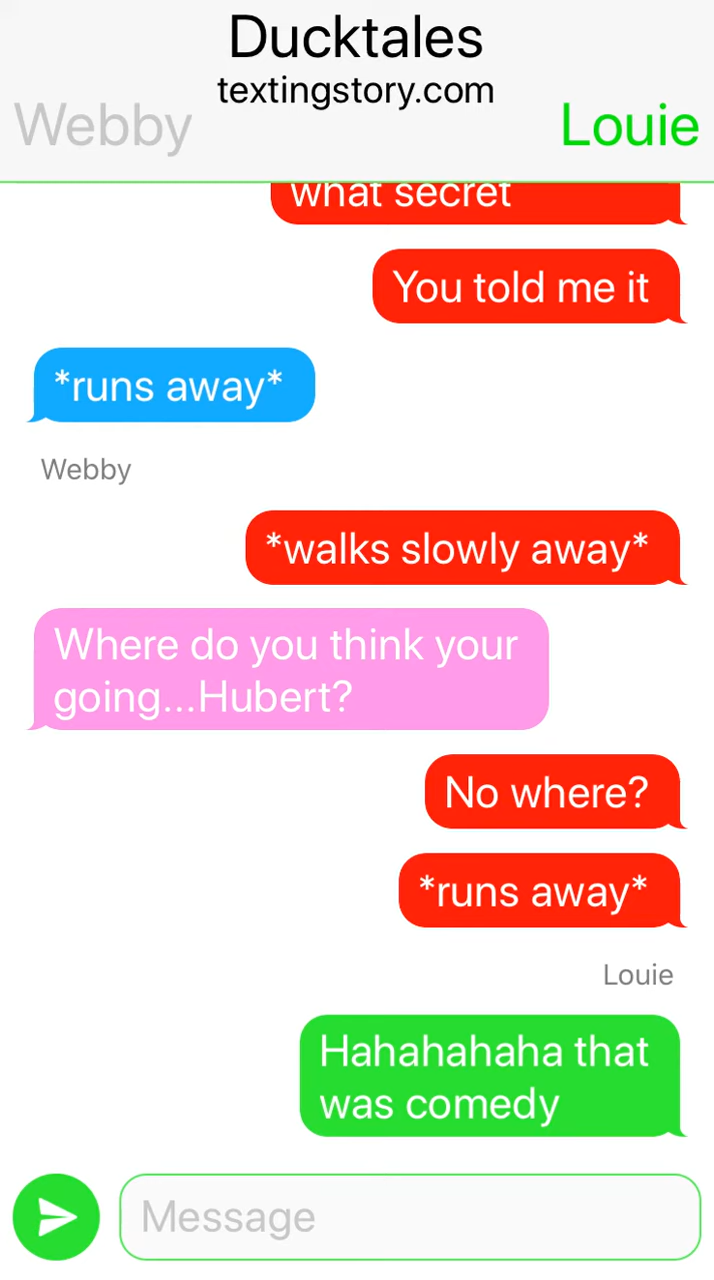 Ducktales
textingstory.com
Webby
Louie
what secret
You told me it
*runs away*
Webby
*walks slowly away*
Where do you think your
going...Hubert?
No where?
*runs away*
Louie
Hahahahaha that
was comedy
Message